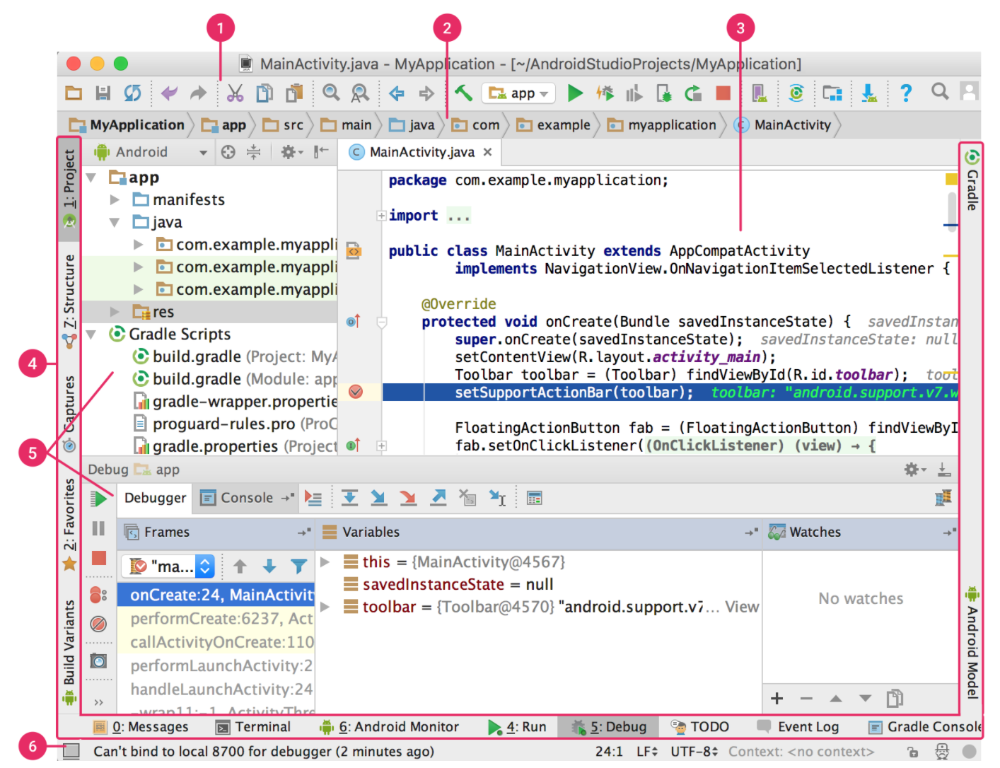 1 2 3
MainActivity.java - MyApplication - [~/AndroidStudioProjects/MyApplication]
app
MyApplication app src main java com example myapplication MainActivity
1: Project
Z: Structure
Captures
2: Favorites
Build Variants
Android
app
manifests
java
com.example.myappli
com.example.myappli
com.example.myappli
res
Gradle Scripts
build.gradle (Project: MyA
build.gradle (Module: app
gradle-wrapper.propertie
proguard-rules.pro (ProC
gradle.properties (Project
MainActivity.java
package com.example.myapplication;
import ...
public class MainActivity extends AppCompatActivity
implements NavigationView.OnNavigationItemSelectedListener {
@Override
protected void onCreate(Bundle savedInstanceState) { savedInstan
super.onCreate(savedInstanceState); savedInstanceState: null
setContentView(R.layout.activity_main);
Toolbar toolbar = (Toolbar) findViewById(R.id.toolbar); tool
setSupportActionBar(toolbar); toolbar: "android.support.v7.w
FloatingActionButton fab = (FloatingActionButton) findViewByI
fab.setOnClickListener((OnClickListener) (view) → {
Gradle
Android Model
4
5
Debug app
Debugger Console
Frames Variables Watches
"ma...
onCreate:24, MainActivit
performCreate:6237, Act
callActivityOnCreate:110
performLaunchActivity:2
handleLaunchActivity:24
-wrap11:-1, ActivityThre
this = {MainActivity@4567}
savedInstanceState = null
toolbar = {Toolbar@4570} "android.support.v7... View
No watches
0: Messages Terminal 6: Android Monitor 4: Run 5: Debug TODO Event Log Gradle Console
6
Can't bind to local 8700 for debugger (2 minutes ago) 24:1 LF UTF-8 Context: <no context>